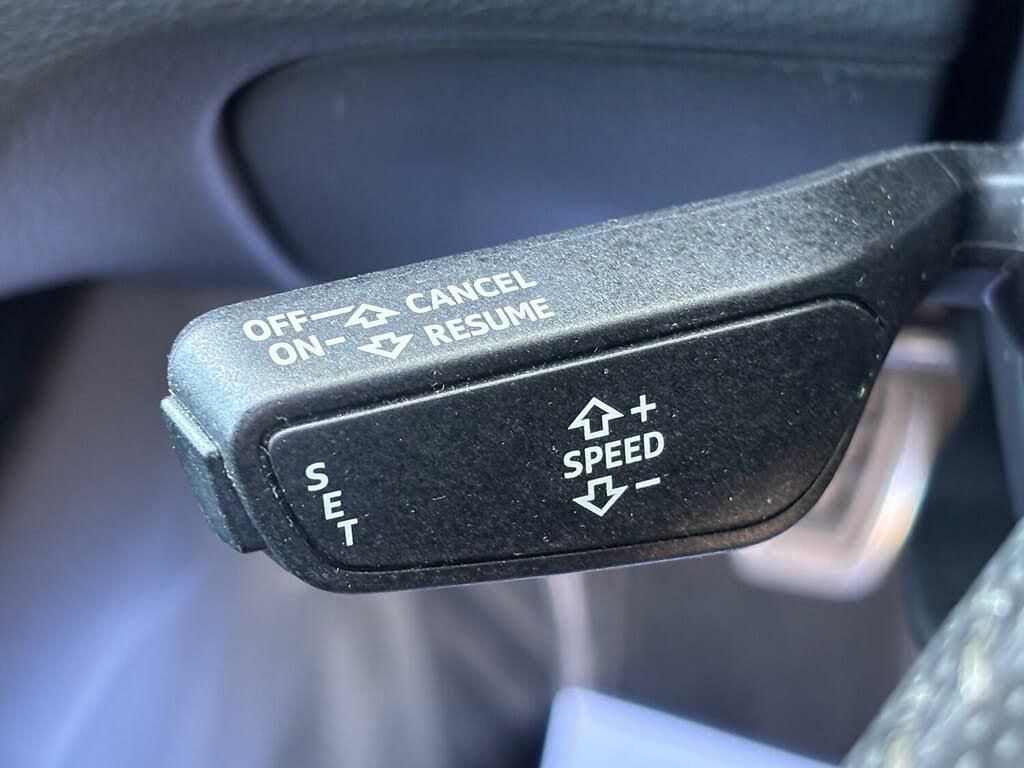 OFF CANCEL
ON RESUME
+
SPEED
-
SET